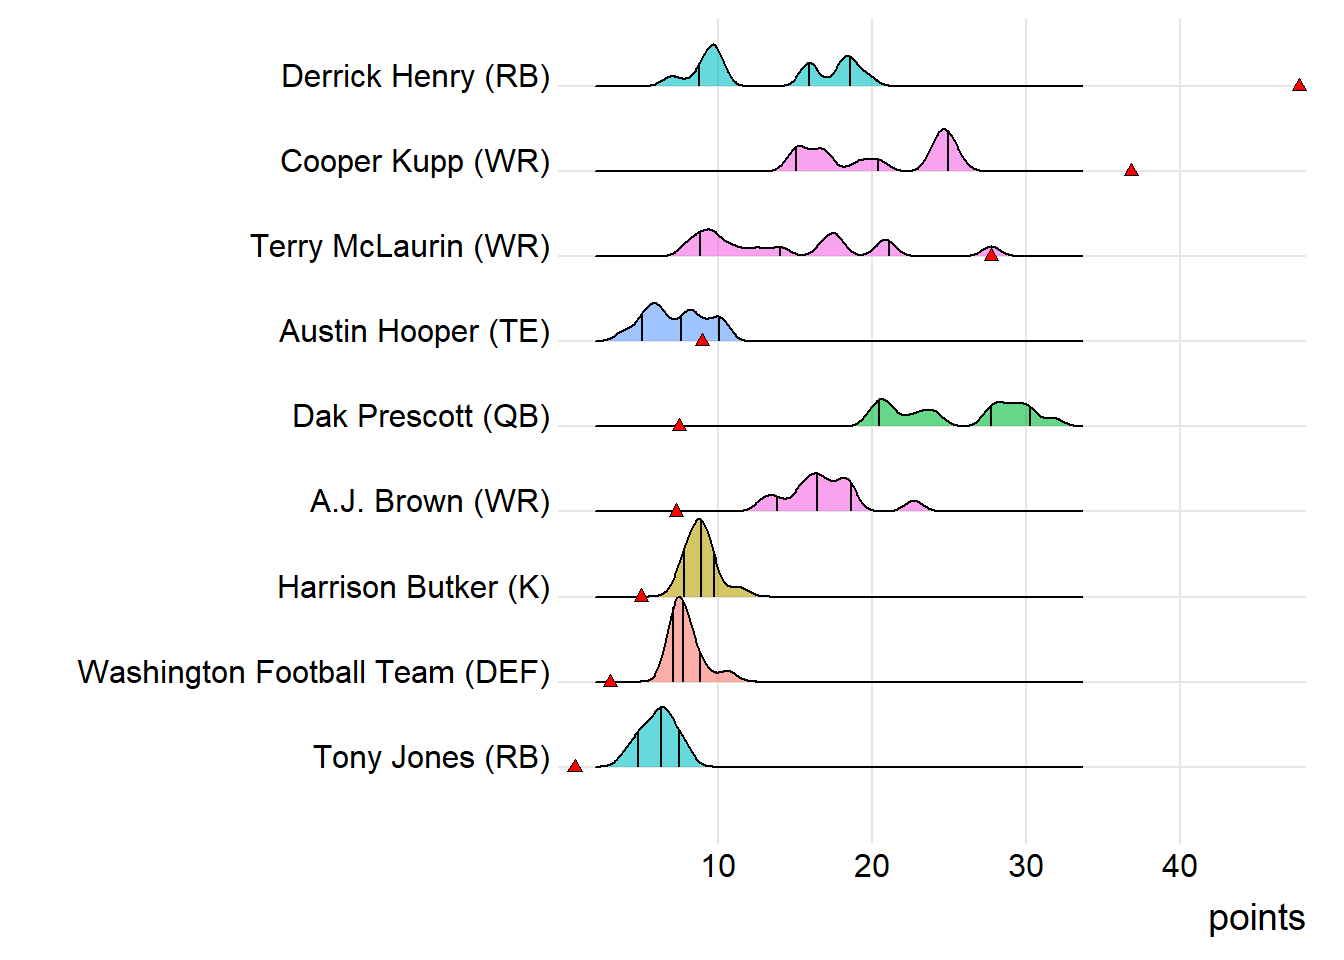 Derrick Henry (RB)
Cooper Kupp (WR)
Terry McLaurin (WR)
Austin Hooper (TE)
Dak Prescott (QB)
A.J. Brown (WR)
Harrison Butker (K)
Washington Football Team (DEF)
Tony Jones (RB)
10 20 30 40
points